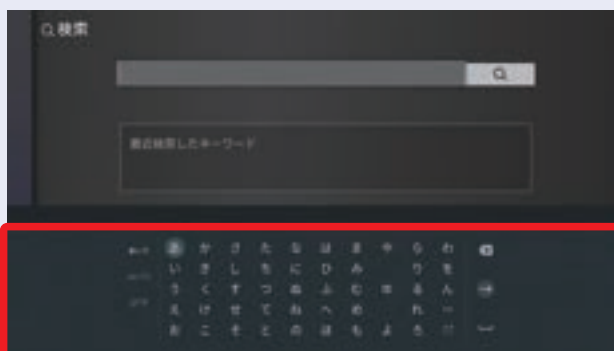 検索
最近検索したキーワード
あ か さ た な は ま や ら わ
い き し ち に ひ み り を
う く す つ ぬ ふ む ゆ る ん
え け せ て ね へ め れ ー
お こ そ と の ほ も よ ろ